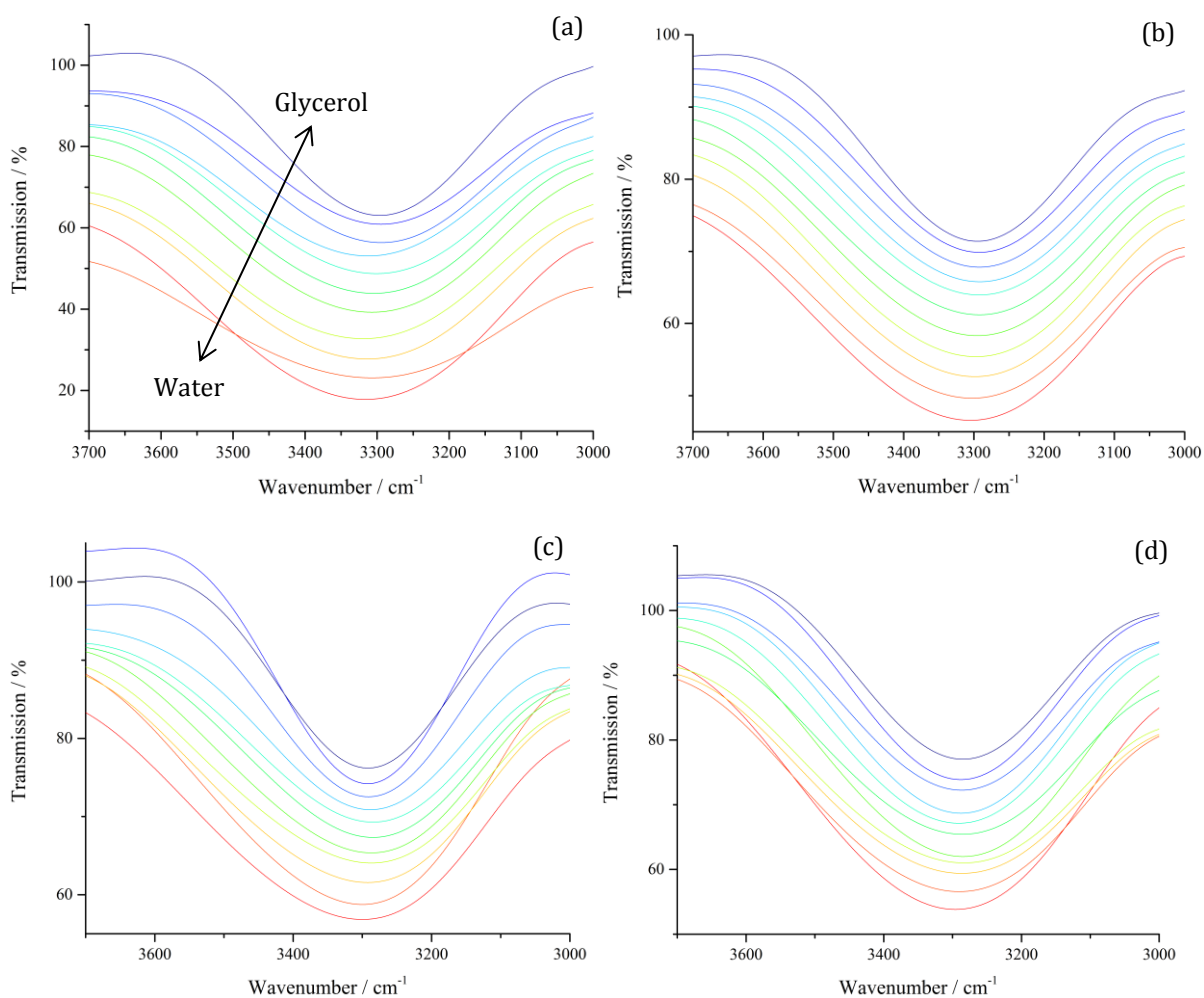 (a)
Glycerol
Water
Transmission / %
100
80
60
40
20
3700
3600
3500
3400
3300
3200
3100
3000
Wavenumber / cm⁻¹
(b)
Transmission / %
100
80
60
3700
3600
3500
3400
3300
3200
3100
3000
Wavenumber / cm⁻¹
(c)
Transmission / %
100
80
60
3600
3400
3200
3000
Wavenumber / cm⁻¹
(d)
Transmission / %
100
80
60
3600
3400
3200
3000
Wavenumber / cm⁻¹